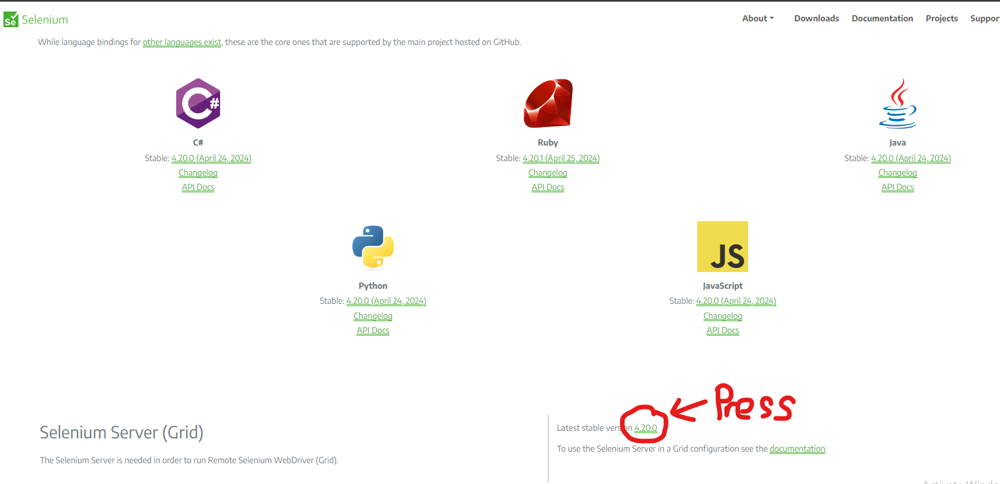 Se Selenium
About Downloads Documentation Projects Suppor
While language bindings for other languages exist, these are the core ones that are supported by the main project hosted on GitHub.
C#
Ruby
Java
Stable: 4.20.0 (April 24, 2024)
Changelog
API Docs
Stable: 4.20.1 (April 25, 2024)
Changelog
API Docs
Stable: 4.20.0 (April 24, 2024)
Changelog
API Docs
JS
Python
Stable: 4.20.0 (April 24, 2024)
Changelog
API Docs
JavaScript
Stable: 4.20.0 (April 24, 2024)
Changelog
API Docs
Press
Selenium Server (Grid)
The Selenium Server is needed in order to run Remote Selenium WebDriver (Grid).
Latest stable version 4.20.0
To use the Selenium Server in a Grid configuration see the documentation.